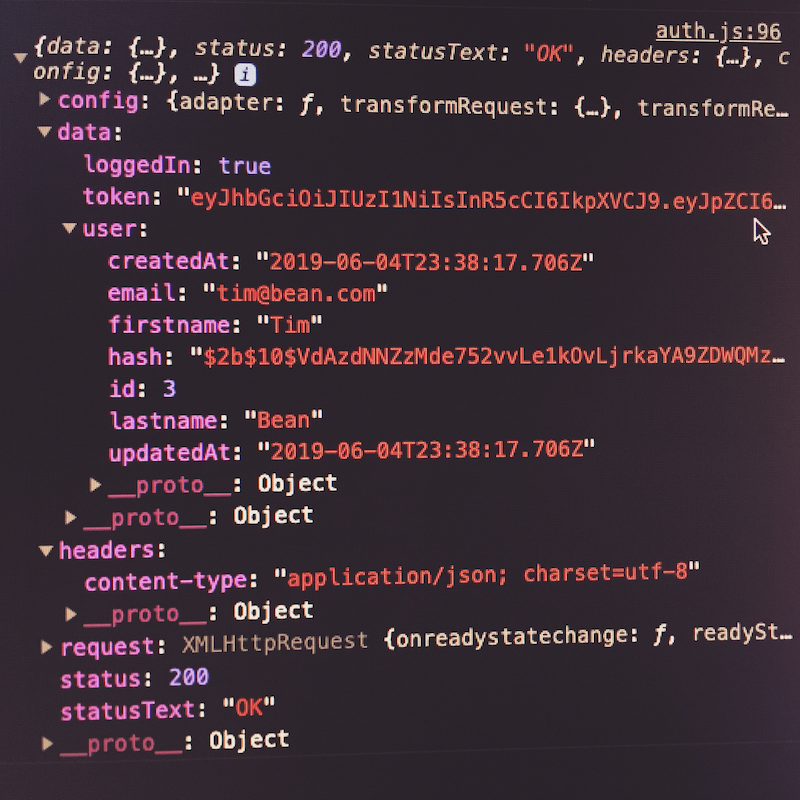 auth.js:96
{data: {…}, status: 200, statusText: "OK", headers: {…}, c
onfig: {…}, …} i
config: {adapter: ƒ, transformRequest: {…}, transformRe…
data:
loggedIn: true
token: "eyJhbGciOiJIUzI1NiIsInR5cCI6IkpXVCJ9.eyJpZCI6…
user:
createdAt: "2019-06-04T23:38:17.706Z"
email: "tim@bean.com"
firstname: "Tim"
hash: "$2b$10$VdAzdNNZzMde752vvLe1kOvLjrkaYA9ZDWQMz…
id: 3
lastname: "Bean"
updatedAt: "2019-06-04T23:38:17.706Z"
__proto__: Object
__proto__: Object
headers:
content-type: "application/json; charset=utf-8"
__proto__: Object
request: XMLHttpRequest {onreadystatechange: ƒ, readySt…
status: 200
statusText: "OK"
__proto__: Object